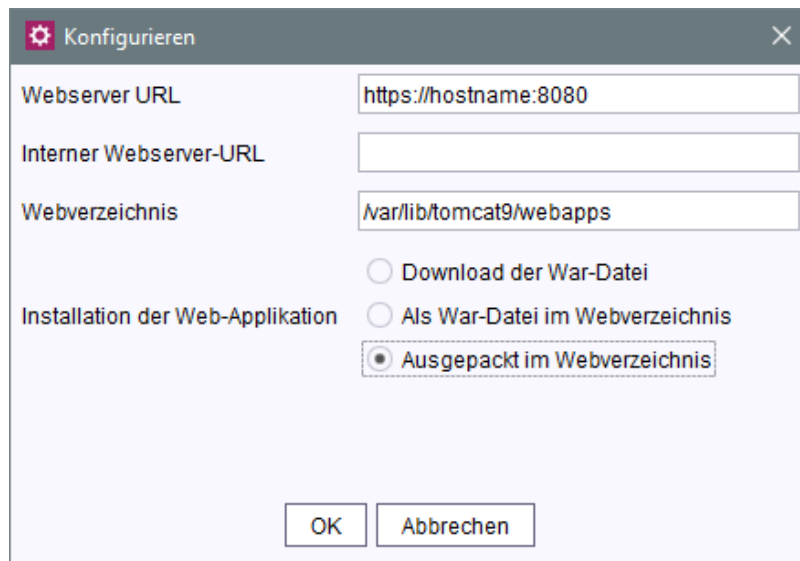 Konfigurieren
Webserver URL https://hostname:8080
Interner Webserver-URL
Webverzeichnis /var/lib/tomcat9/webapps
Download der War-Datei
Installation der Web-Applikation Als War-Datei im Webverzeichnis
Ausgepackt im Webverzeichnis
OK Abbrechen